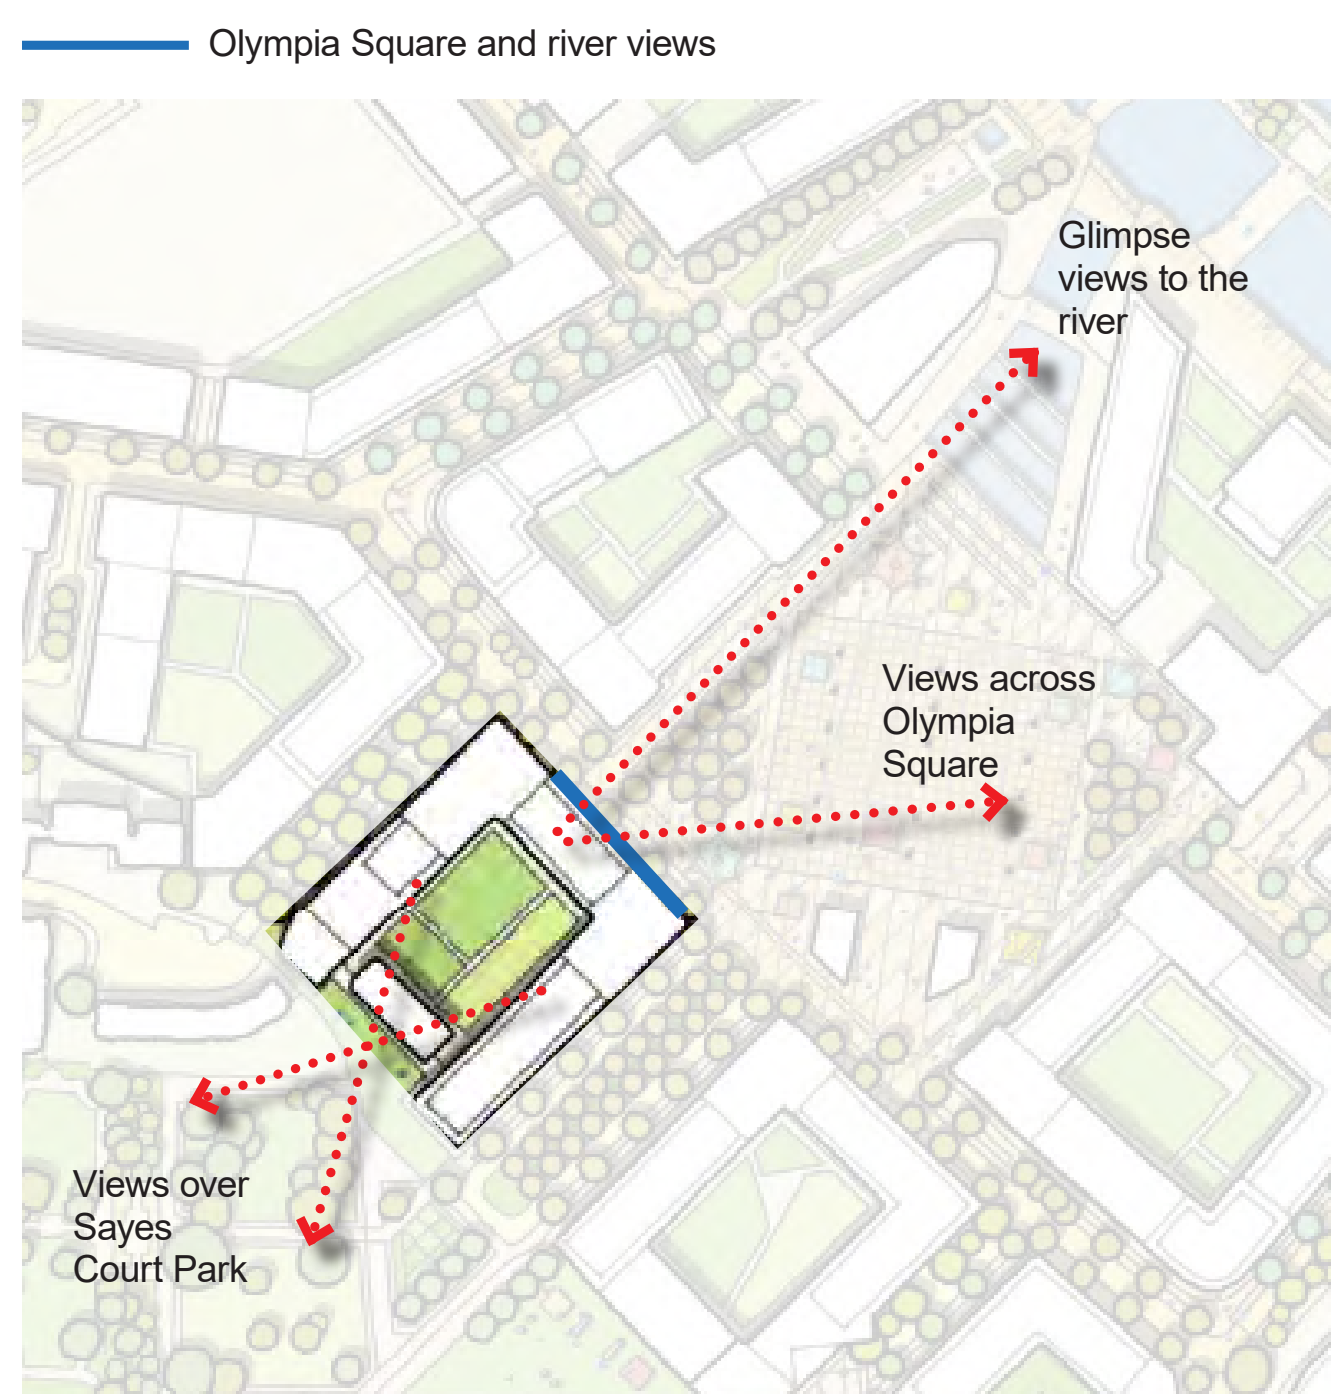 Olympia Square and river views
Glimpse
views to the
river
Views across
Olympia
Square
Views over
Sayes
Court Park